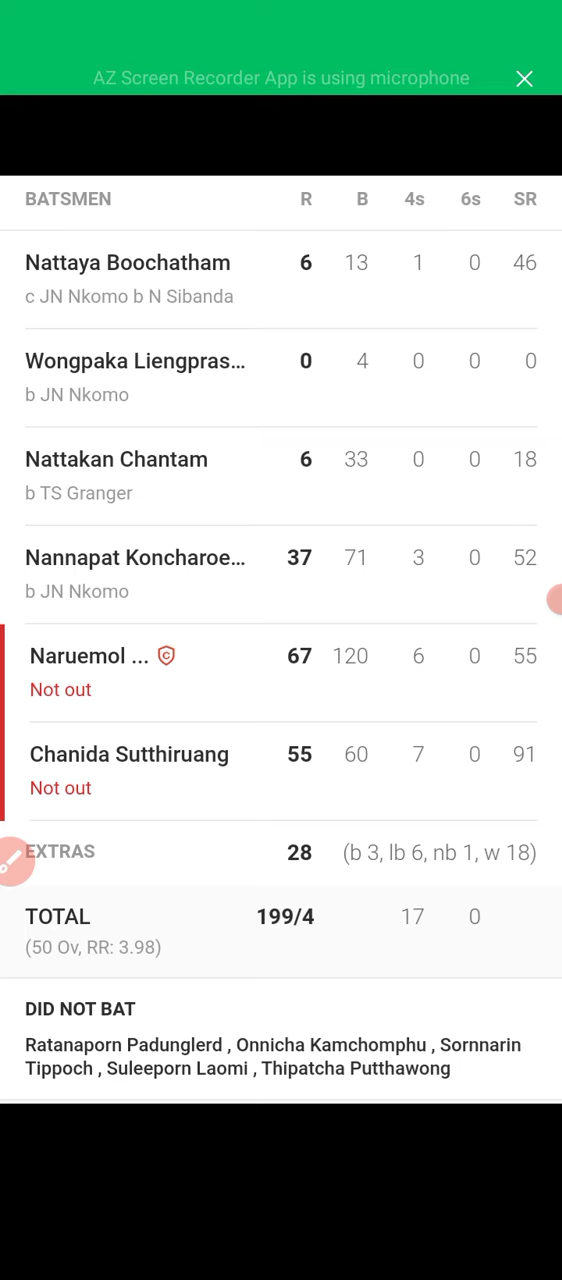 AZ Screen Recorder App is using microphone
BATSMEN R B 4s 6s SR
Nattaya Boochatham 6 13 1 0 46
c JN Nkomo b N Sibanda
Wongpaka Liengpras... 0 4 0 0 0
b JN Nkomo
Nattakan Chantam 6 33 0 0 18
b TS Granger
Nannapat Koncharoe... 37 71 3 0 52
b JN Nkomo
Naruemol ... C 67 120 6 0 55
Not out
Chanida Sutthiruang 55 60 7 0 91
Not out
EXTRAS 28 (b 3, lb 6, nb 1, w 18)
TOTAL 199/4 17 0
(50 Ov, RR: 3.98)
DID NOT BAT
Ratanaporn Padunglerd , Onnicha Kamchomphu , Sornnarin
Tippoch , Suleeporn Laomi , Thipatcha Putthawong